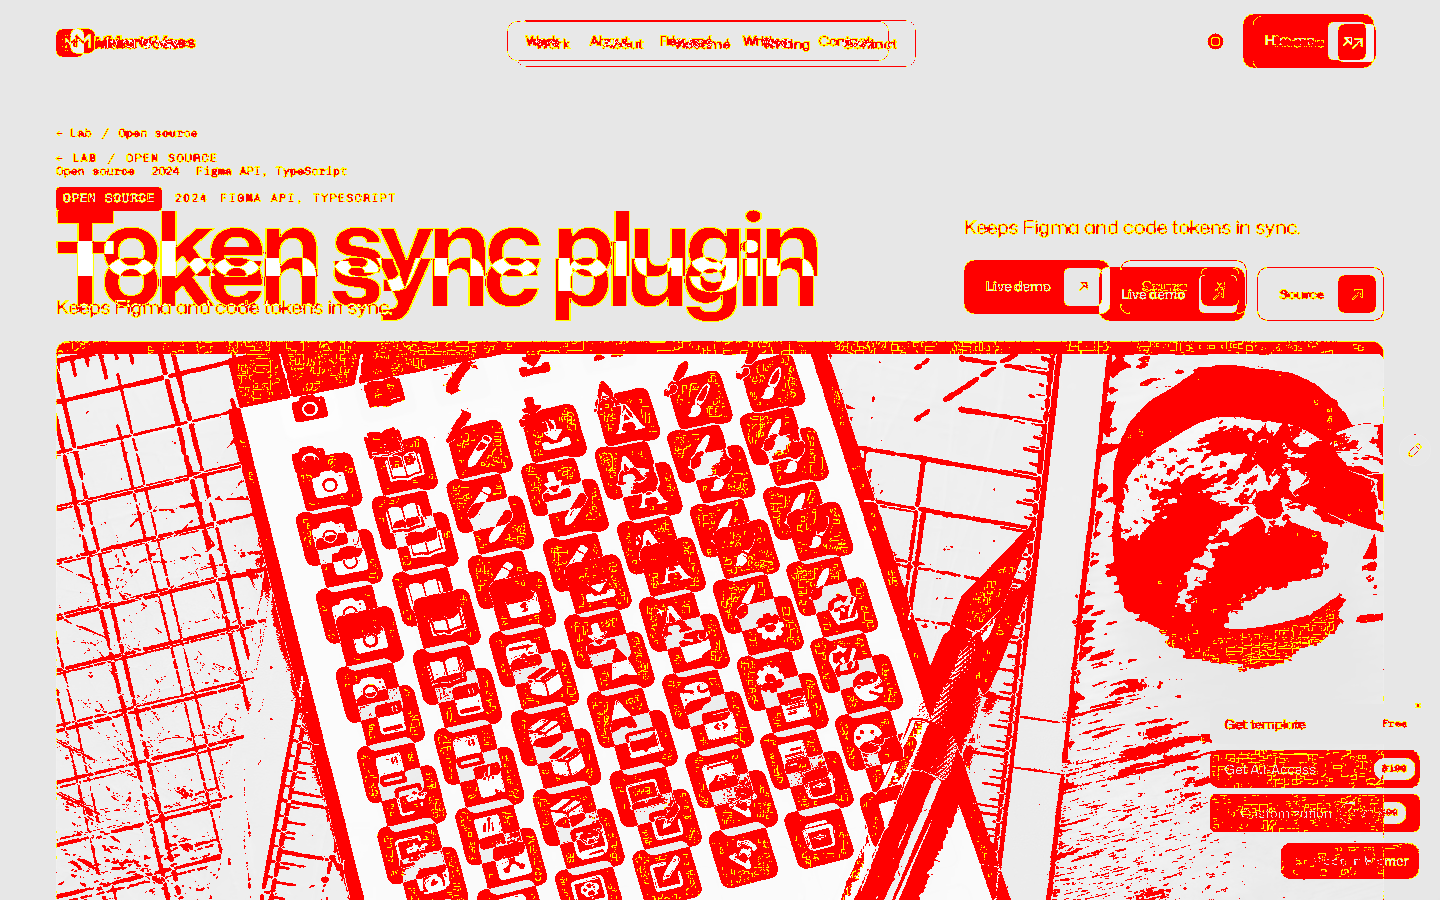 Work About Writing Contact
- Lab / Open source
- LAB / OPEN SOURCE
Open source 2024 Figma API, TypeScript
OPEN SOURCE 2024 FIGMA API, TYPESCRIPT
Token sync plugin
Token sync plugin
Keeps Figma and code tokens in sync.
Keeps Figma and code tokens in sync.
Live demo
Live demo Source
Get template free
Get All Access